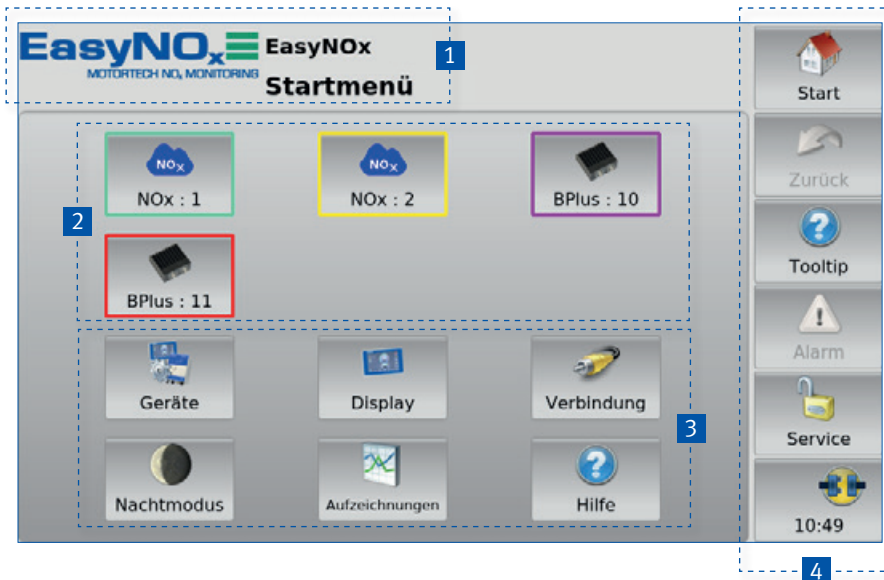 EasyNOx EasyNOx
MOTORTECH NOx MONITORING
Startmenü
1
NOx
NOx : 1
NOx
NOx : 2
BPlus : 10
2
BPlus : 11
Geräte
Display
Verbindung
3
Nachtmodus
Aufzeichnungen
Hilfe
Start
Zurück
Tooltip
Alarm
Service
10:49
4